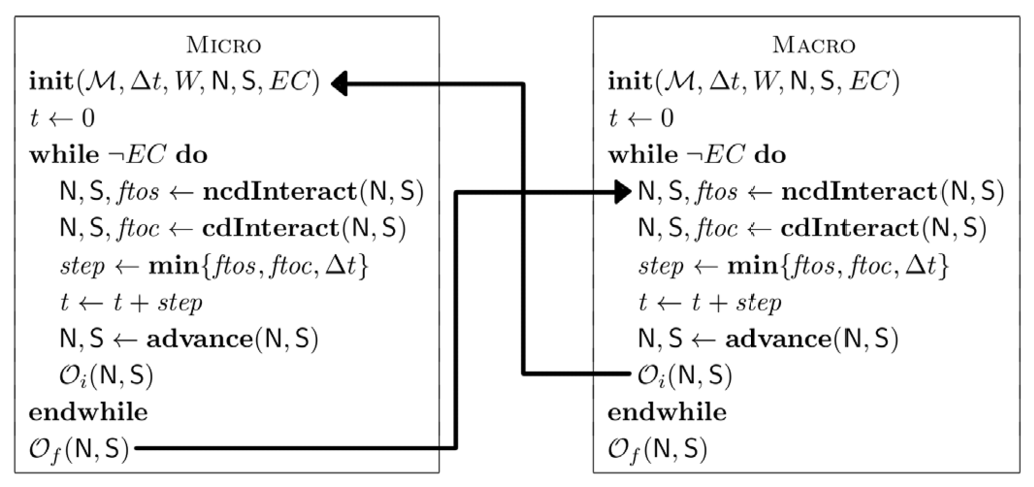 MICRO
init(ℳ, Δt, W, N, S, EC)
t ← 0
while ¬EC do
N, S, ftos ← ncdInteract(N, S)
N, S, ftoc ← cdInteract(N, S)
step ← min{ftos, ftoc, Δt}
t ← t + step
N, S ← advance(N, S)
𝒪i(N, S)
endwhile
𝒪f(N, S)
MACRO
init(ℳ, Δt, W, N, S, EC)
t ← 0
while ¬EC do
N, S, ftos ← ncdInteract(N, S)
N, S, ftoc ← cdInteract(N, S)
step ← min{ftos, ftoc, Δt}
t ← t + step
N, S ← advance(N, S)
𝒪i(N, S)
endwhile
𝒪f(N, S)